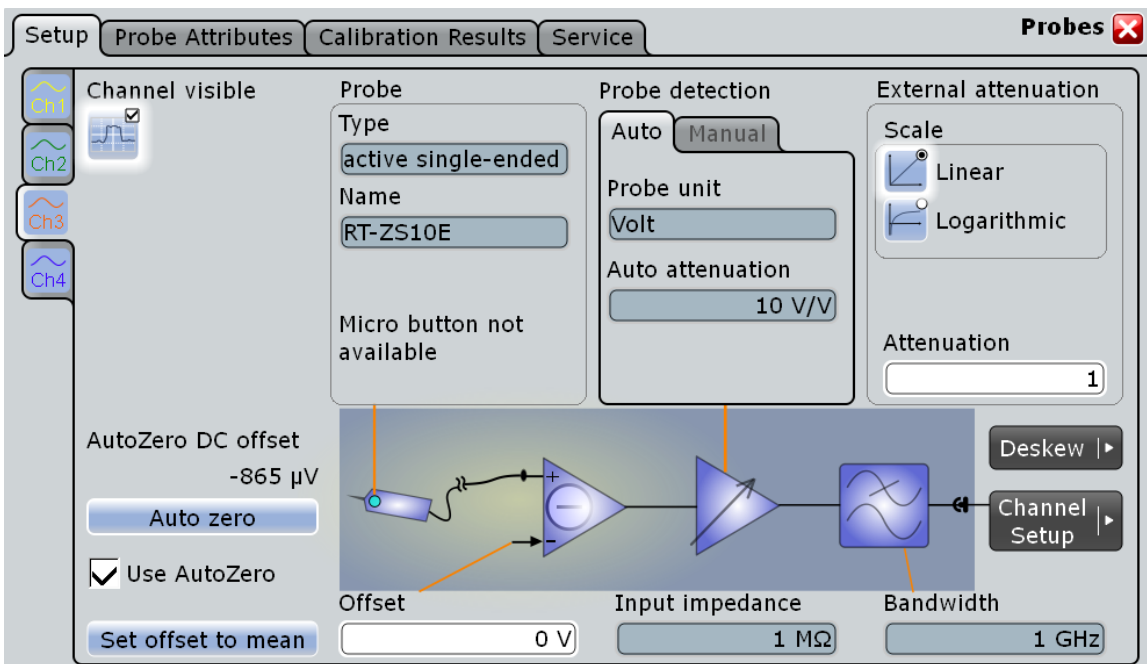 Setup
Probe Attributes
Calibration Results
Service
Probes
Ch1
Ch2
Ch3
Ch4
Channel visible
Probe
Type
active single-ended
Name
RT-ZS10E
Micro button not
available
Probe detection
Auto
Manual
Probe unit
Volt
Auto attenuation
10 V/V
External attenuation
Scale
Linear
Logarithmic
Attenuation
1
AutoZero DC offset
-865 µV
Auto zero
Use AutoZero
Set offset to mean
+
-
Deskew
Channel
Setup
Offset
0 V
Input impedance
1 MΩ
Bandwidth
1 GHz